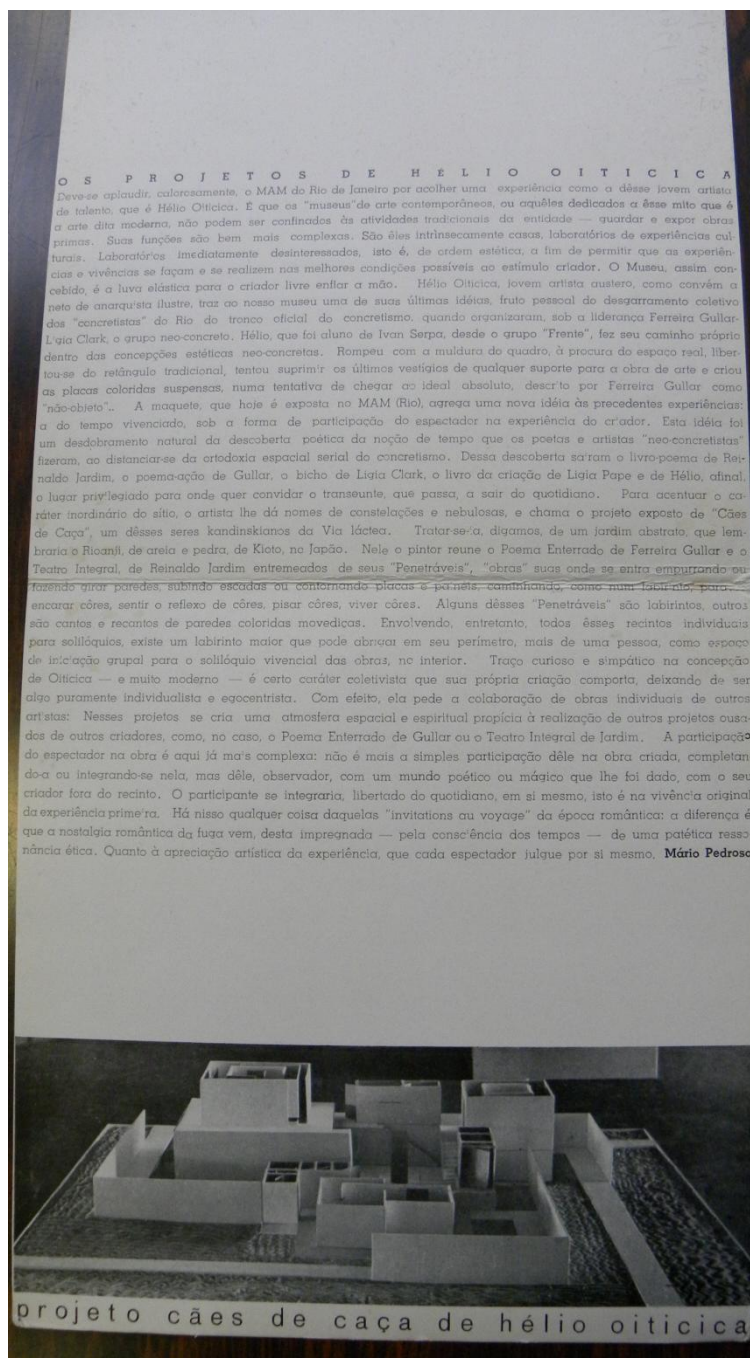 OS PROJETOS DE HÉLIO OITICICA
Deve-se aplaudir, calorosamente, o MAM do Rio de Janeiro por acolher uma experiência como a dêsse jovem artista
de talento, que é Hélio Oiticica. É que os "museus"de arte contemporâneos, ou aquêles dedicados a êsse mito que é
a arte dita moderna, não podem ser confinados às atividades tradicionais da entidade — guardar e expor obras
primas. Suas funções são bem mais complexas. São êles intrìnsecamente casas, laboratórios de experiências cul-
turais. Laboratórios imediatamente desinteressados, isto é, de ordem estética, a fim de permitir que as experiên-
cias e vivências se façam e se realizem nas melhores condições possíveis ao estímulo criador. O Museu, assim con-
cebido, é a luva elástica para o criador livre enfiar a mão. Hélio Oiticica, jovem artista austero, como convém a
neto de anarquista ilustre, traz ao nosso museu uma de suas últimas idéias, fruto pessoal do desgarramento coletivo
dos "concretistas" do Rio do tronco oficial do concretismo, quando organizaram, sob a liderança Ferreira Gullar-
Lígia Clark, o grupo neo-concreto. Hélio, que foi aluno de Ivan Serpa, desde o grupo "Frente", fez seu caminho próprio
dentro das concepções estéticas neo-concretas. Rompeu com a muldura do quadro, à procura do espaço real, liber-
tou-se do retângulo tradicional, tentou suprimir os últimos vestígios de qualquer suporte para a obra de arte e criou
as placas coloridas suspensas, numa tentativa de chegar ao ideal absoluto, descrito por Ferreira Gullar como
"não-objeto".. A maquete, que hoje é exposta no MAM (Rio), agrega uma nova idéia às precedentes experiências:
a do tempo vivenciado, sob a forma de participação do espectador na experiência do criador. Esta idéia foi
um desdobramento natural da descoberta poética da noção de tempo que os poetas e artistas "neo-concretistas"
fizeram, ao distanciar-se da ortodoxia espacial serial do concretismo. Dessa descoberta saíram o livro-poema de Rei-
naldo Jardim, o poema-ação de Gullar, o bicho de Ligia Clark, o livro da criação de Ligia Pape e de Hélio, afinal,
o lugar privilegiado para onde quer convidar o transeunte, que passa, a sair do quotidiano. Para acentuar o ca-
ráter inordinário do sítio, o artista lhe dá nomes de constelações e nebulosas, e chama o projeto exposto de "Cães
de Caça", um dêsses seres kandinskianos da Via láctea. Tratar-se-ia, digamos, de um jardim abstrato, que lem-
braria o Rioanji, de areia e pedra, de Kioto, no Japão. Nele o pintor reune o Poema Enterrado de Ferreira Gullar e o
Teatro Integral, de Reinaldo Jardim entremeados de seus "Penetráveis", "obras" suas onde se entra empurrando ou
fazendo girar paredes, subindo escadas ou contornando placas e painéis, caminhando, como num labirinto, para..
encarar côres, sentir o reflexo de côres, pisar côres, viver côres. Alguns dêsses "Penetráveis" são labirintos, outros
são cantos e recantos de paredes coloridas movediças. Envolvendo, entretanto, todos êsses recintos individuais
para solilóquios, existe um labirinto maior que pode abrigar em seu perímetro, mais de uma pessoa, como espaço
de iniciação grupal para o solilóquio vivencial das obras, no interior. Traço curioso e simpático na concepção
de Oiticica — e muito moderno — é certo caráter coletivista que sua própria criação comporta, deixando de ser
algo puramente individualista e egocentrista. Com efeito, ela pede a colaboração de obras individuais de outros
artistas: Nesses projetos se cria uma atmosfera espacial e espiritual propícia à realização de outros projetos ousa-
dos de outros criadores, como, no caso, o Poema Enterrado de Gullar ou o Teatro Integral de Jardim. A participação
do espectador na obra é aqui já mais complexa: não é mais a simples participação dêle na obra criada, completan
do-a ou integrando-se nela, mas dêle, observador, com um mundo poético ou mágico que lhe foi dado, com o seu
criador fora do recinto. O participante se integraria, libertado do quotidiano, em si mesmo, isto é na vivência original
da experiência primeira. Há nisso qualquer coisa daquelas "invitations au voyage" da época romântica: a diferença é
que a nostalgia romântica da fuga vem, desta impregnada — pela consciência dos tempos — de uma patética resso
nância ética. Quanto à apreciação artística da experiência, que cada espectador julgue por si mesmo. Mário Pedrosa
projeto cães de caça de hélio oiticica